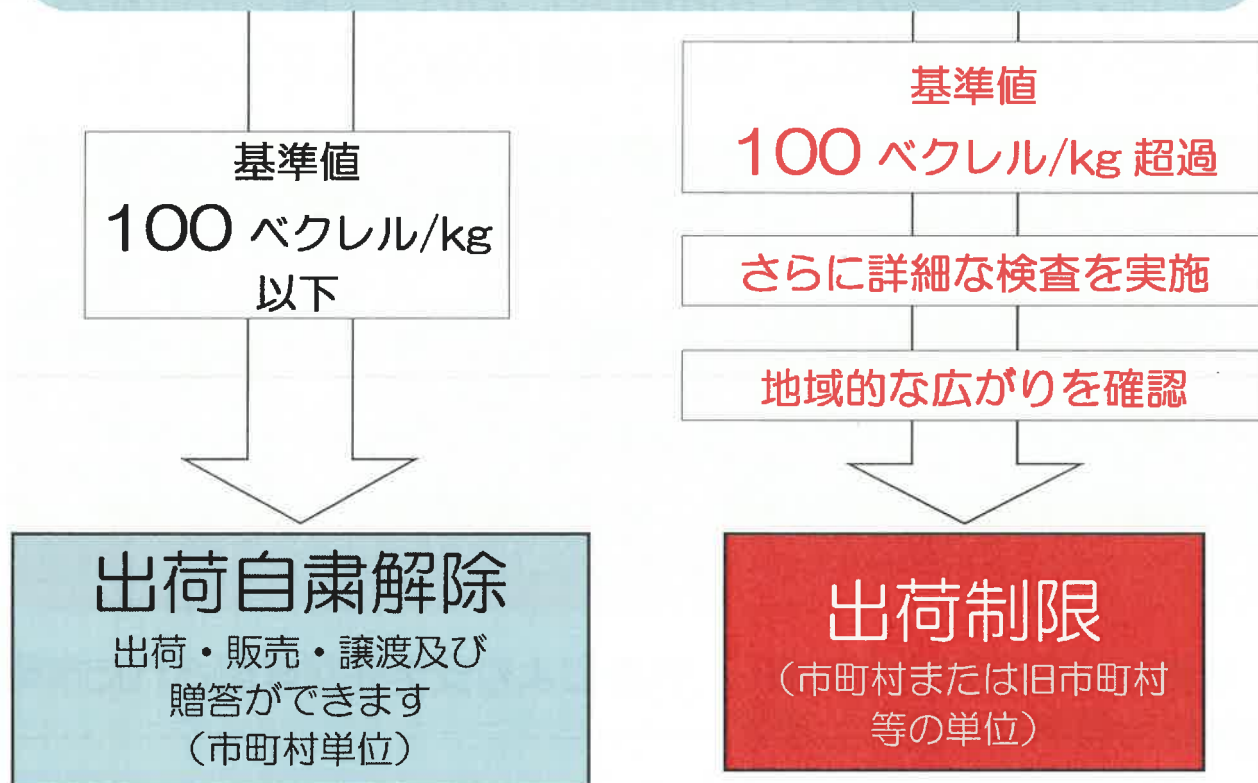 基準値
100 ベクレル/kg
以下
出荷自粛解除
出荷・販売・譲渡及び
贈答ができます
(市町村単位)
基準値
100 ベクレル/kg 超過
さらに詳細な検査を実施
地域的な広がりを確認
出荷制限
(市町村または旧市町村
等の単位)